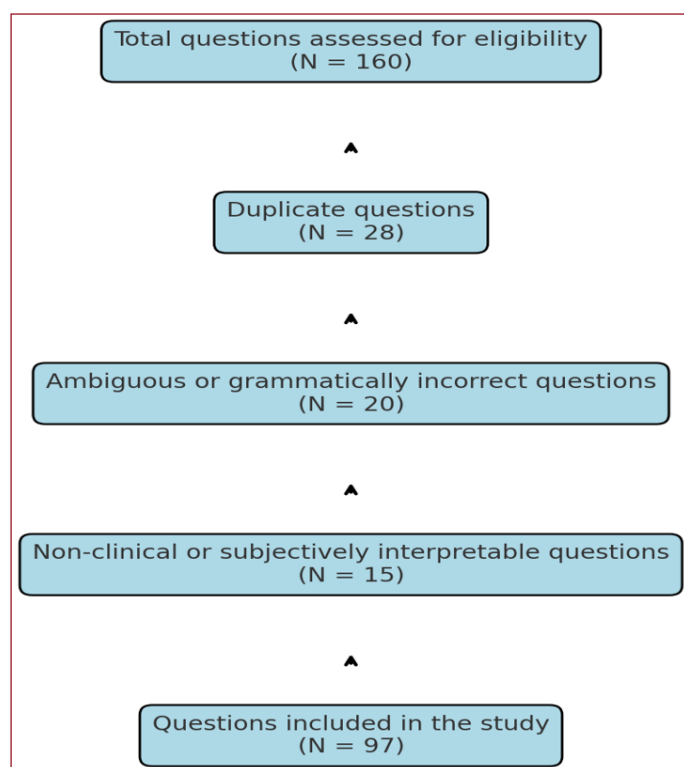 Total questions assessed for eligibility
(N = 160)
Duplicate questions
(N = 28)
Ambiguous or grammatically incorrect questions
(N = 20)
Non-clinical or subjectively interpretable questions
(N = 15)
Questions included in the study
(N = 97)